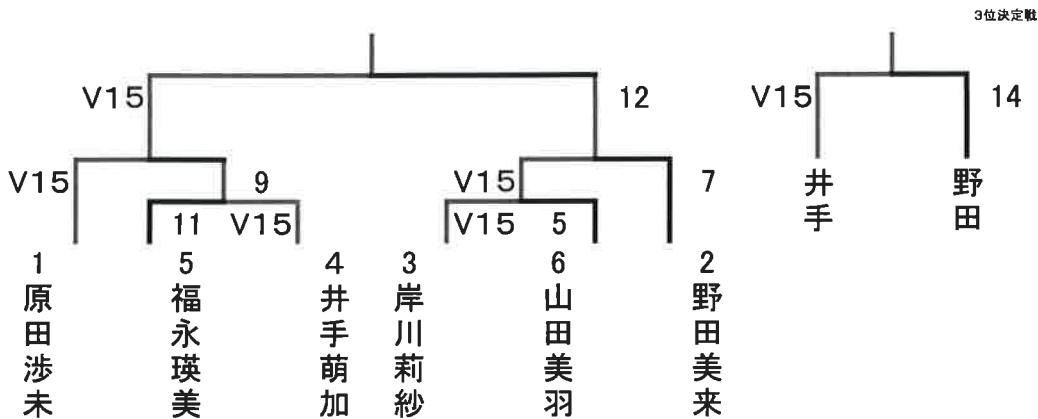 3位決定戦
V15 12
V15 9 V15 7
11 V15 V15 5
1 原田渉未
5 福永瑛美
4 井手萌加
3 岸川莉紗
6 山田美羽
2 野田美来
V15 14
井手
野田